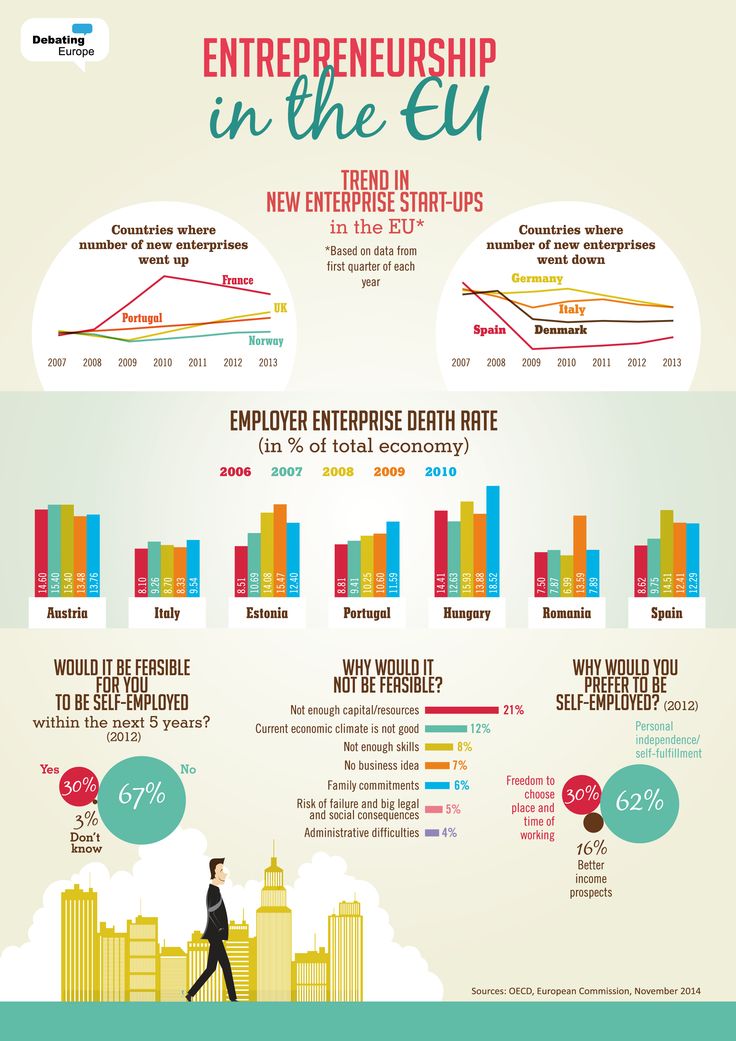 Debating
Europe
ENTREPRENEURSHIP
in the EU
TREND IN
NEW ENTERPRISE START-UPS
in the EU*
*Based on data from
first quarter of each
year
Countries where
number of new enterprises
went up
France
Portugal
UK
Norway
2007 2008 2009 2010 2011 2012 2013
Countries where
number of new enterprises
went down
Germany
Italy
Spain
Denmark
2007 2008 2009 2010 2011 2012 2013
EMPLOYER ENTERPRISE DEATH RATE
(in % of total economy)
2006 2007 2008 2009 2010
14.60 15.40 15.40 13.48 13.76
Austria
8.10 9.26 8.70 8.33 9.54
Italy
8.51 10.69 14.08 15.47 12.40
Estonia
8.81 9.41 10.25 10.60 11.59
Portugal
14.41 12.63 15.93 13.88 18.52
Hungary
7.50 7.87 6.99 13.59 7.89
Romania
8.62 9.75 14.51 12.41 12.29
Spain
WOULD IT BE FEASIBLE
FOR YOU
TO BE SELF-EMPLOYED
within the next 5 years?
(2012)
Yes
30%
67%
No
3%
Don't
know
WHY WOULD IT
NOT BE FEASIBLE?
Not enough capital/resources 21%
Current economic climate is not good 12%
Not enough skills 8%
No business idea 7%
Family commitments 6%
Risk of failure and big legal
and social consequences 5%
Administrative difficulties 4%
WHY WOULD YOU
PREFER TO BE
SELF-EMPLOYED? (2012)
Personal
independence/
self-fulfillment
62%
Freedom to
choose
place and
time of
working
30%
16%
Better
income
prospects
Sources: OECD, European Commission, November 2014